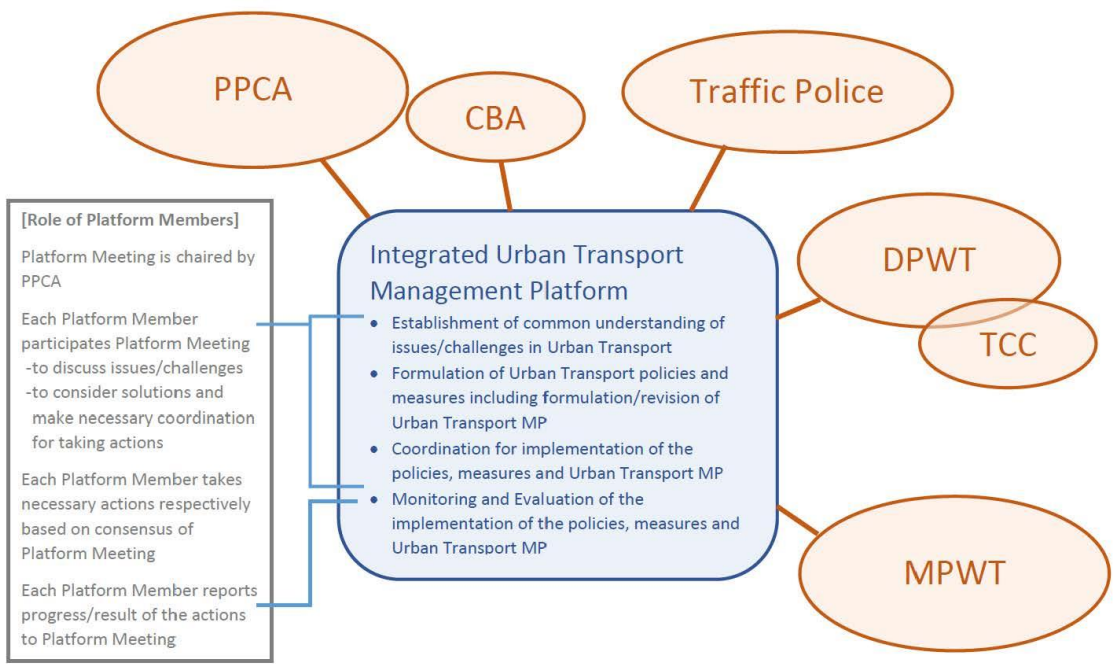 PPCA
CBA
Traffic Police
DPWT
TCC
MPWT
[Role of Platform Members]
Platform Meeting is chaired by
PPCA
Each Platform Member
participates Platform Meeting
-to discuss issues/challenges
-to consider solutions and
make necessary coordination
for taking actions
Each Platform Member takes
necessary actions respectively
based on consensus of
Platform Meeting
Each Platform Member reports
progress/result of the actions
to Platform Meeting
Integrated Urban Transport
Management Platform
• Establishment of common understanding of
issues/challenges in Urban Transport
• Formulation of Urban Transport policies and
measures including formulation/revision of
Urban Transport MP
• Coordination for implementation of the
policies, measures and Urban Transport MP
• Monitoring and Evaluation of the
implementation of the policies, measures and
Urban Transport MP